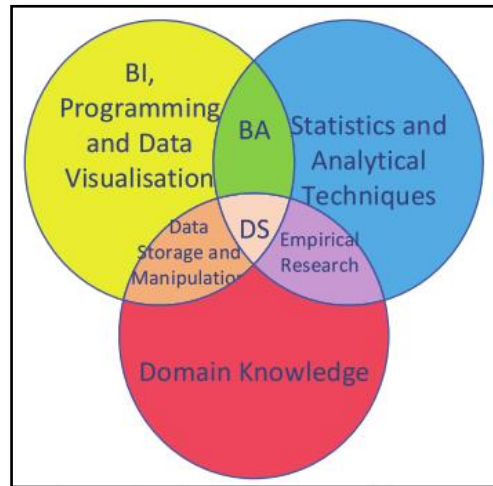 BI,
Programming
and Data
Visualisation
BA
Statistics and
Analytical
Techniques
Data
Storage and
Manipulation
DS
Empirical
Research
Domain Knowledge